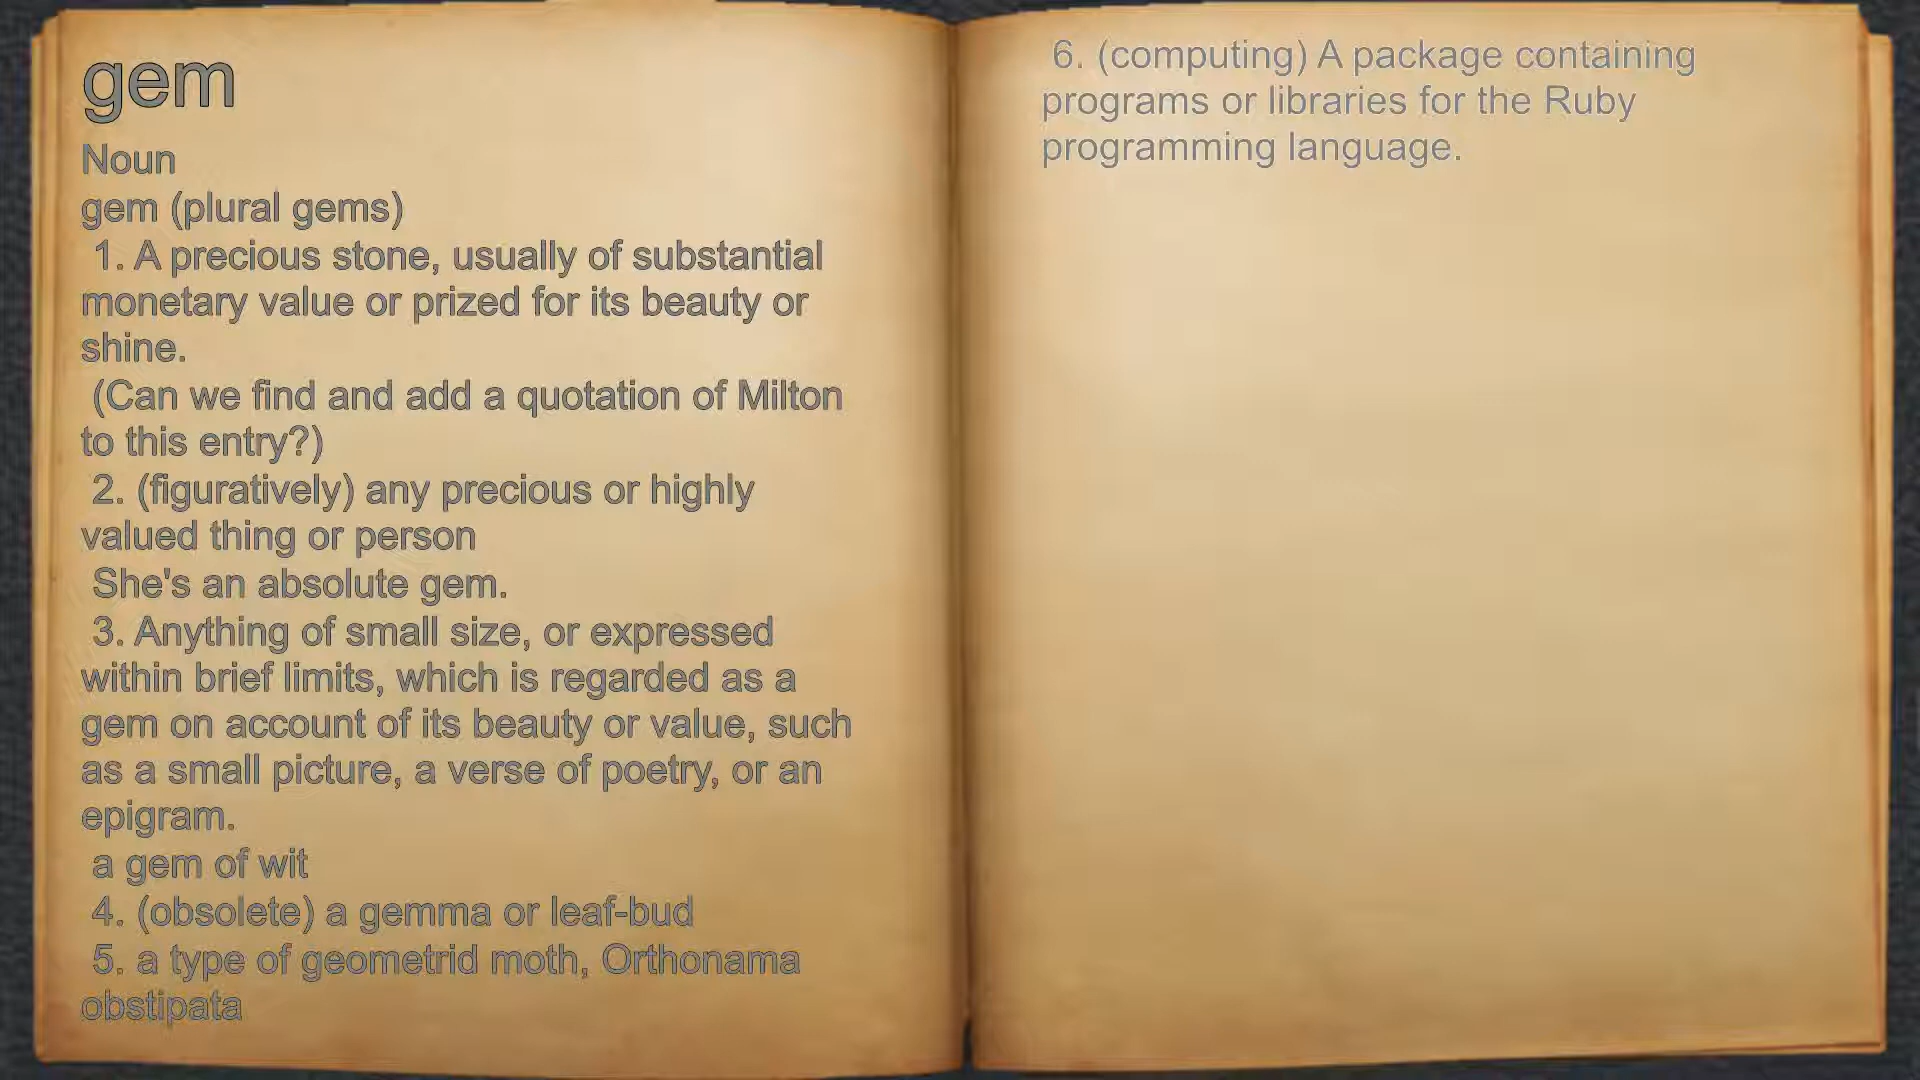 gem
Noun
gem (plural gems)
1. A precious stone, usually of substantial
monetary value or prized for its beauty or
shine.
(Can we find and add a quotation of Milton
to this entry?)
2. (figuratively) any precious or highly
valued thing or person
She's an absolute gem.
3. Anything of small size, or expressed
within brief limits, which is regarded as a
gem on account of its beauty or value, such
as a small picture, a verse of poetry, or an
epigram.
a gem of wit
4. (obsolete) a gemma or leaf-bud
5. a type of geometrid moth, Orthonama
obstipata
6. (computing) A package containing
programs or libraries for the Ruby
programming language.